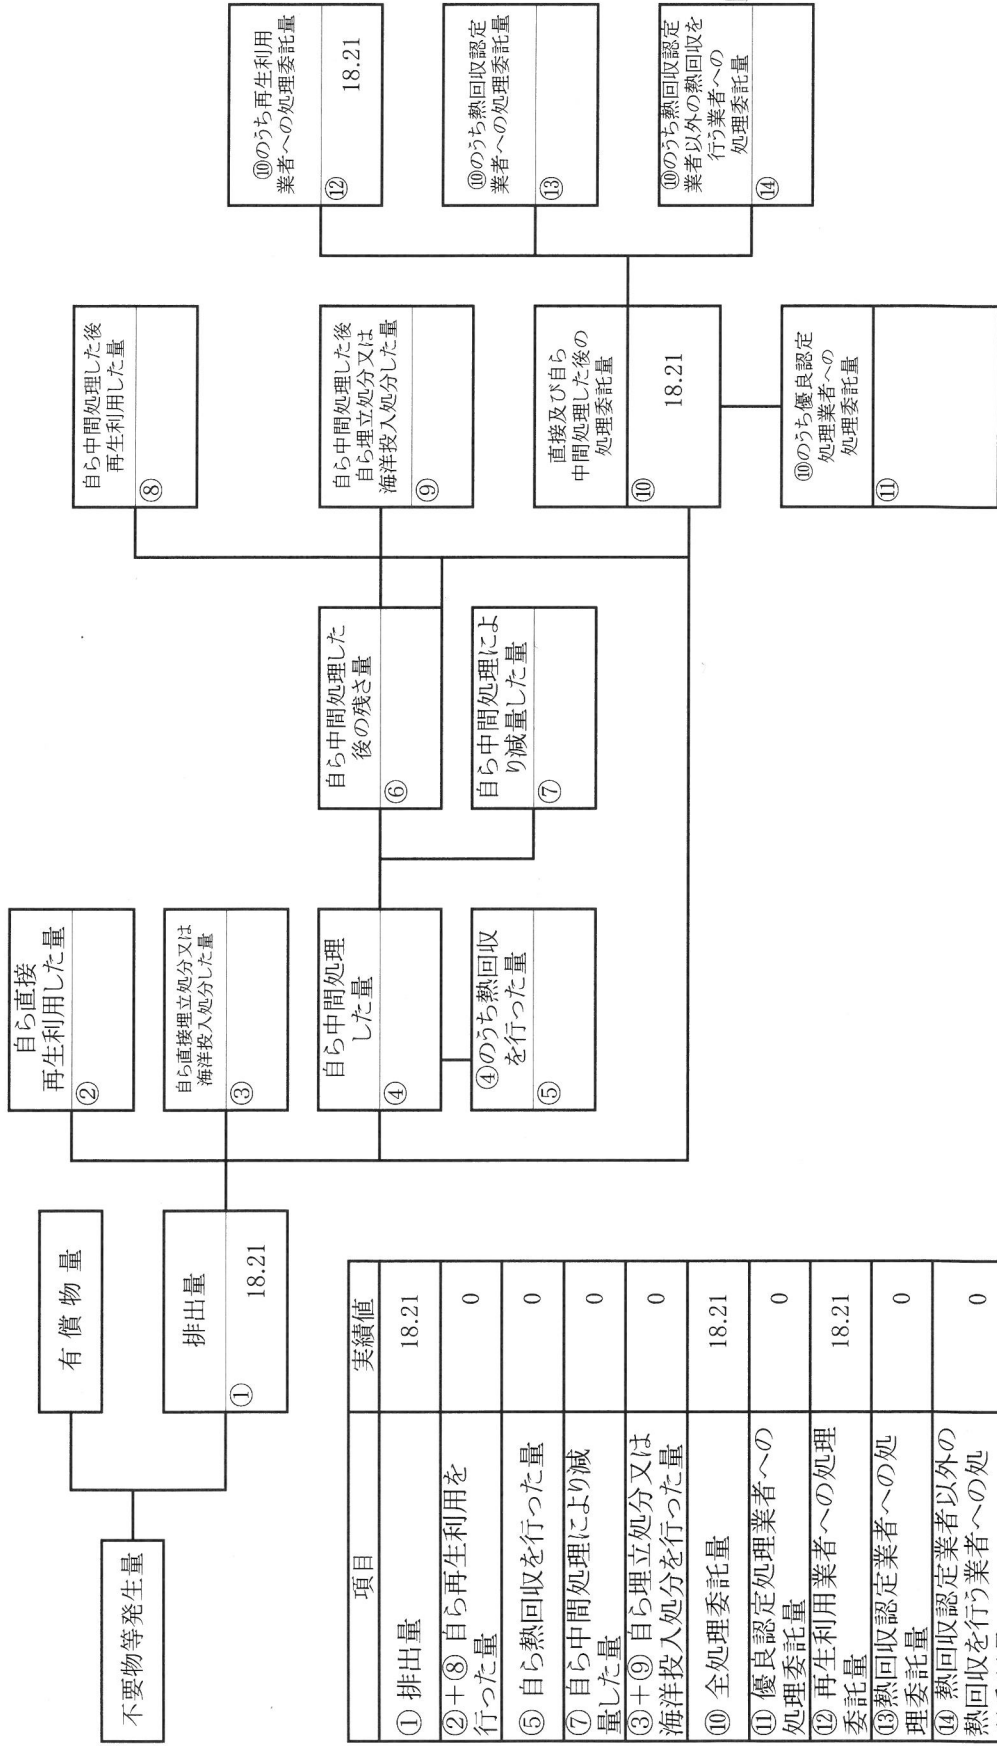 不要物等発生量
有償物量
排出量
①
18.21
自ら直接
再生利用した量
②
自ら直接埋立処分又は
海洋投入処分した量
③
自ら中間処理
した量
④
④のうち熱回収
を行った量
⑤
自ら中間処理した
後の残さ量
⑥
自ら中間処理によ
り減量した量
⑦
自ら中間処理した後
再生利用した量
⑧
自ら中間処理した後
自ら埋立処分又は
海洋投入処分した量
⑨
直接及び自ら
中間処理した後の
処理委託量
⑩
18.21
⑩のうち優良認定
処理業者への
処理委託量
⑪
⑩のうち再生利用
業者への処理委託量
⑫
18.21
⑩のうち熱回収認定
業者への処理委託量
⑬
⑩のうち熱回収認定
業者以外の熱回収を
行う業者への
処理委託量
⑭
項目 実績値
① 排出量 18.21
②+⑧ 自ら再生利用を
行った量 0
⑤ 自ら熱回収を行った量 0
⑦ 自ら中間処理により減
量した量 0
③+⑨ 自ら埋立処分又は
海洋投入処分を行った量 0
⑩ 全処理委託量 18.21
⑪ 優良認定処理業者への
処理委託量 0
⑫ 再生利用業者への処理
委託量 18.21
⑬熱回収認定業者への処
理委託量 0
⑭ 熱回収認定業者以外の
熱回収を行う業者への処 0